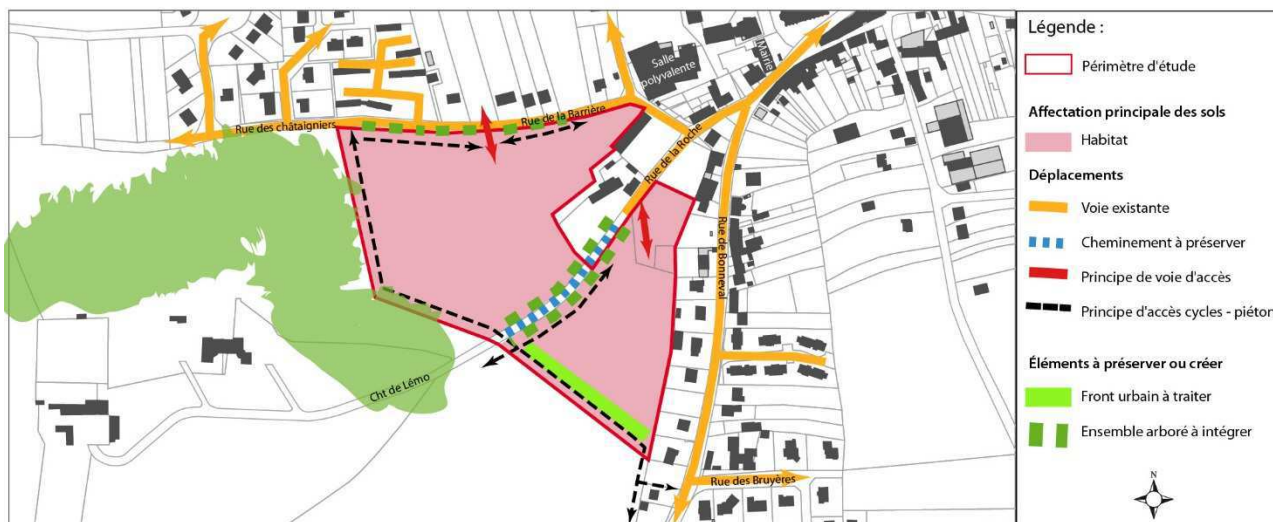 Salle
polyvalente
Mairie
Rue des châtaigniers
Rue de la Barrière
Rue de la Roche
Rue de Bonneval
Cht de Lémo
Rue des Bruyères
Légende :
Périmètre d'étude
Affectation principale des sols
Habitat
Déplacements
Voie existante
Cheminement à préserver
Principe de voie d'accès
Principe d'accès cycles - piéton
Éléments à préserver ou créer
Front urbain à traiter
Ensemble arboré à intégrer
N